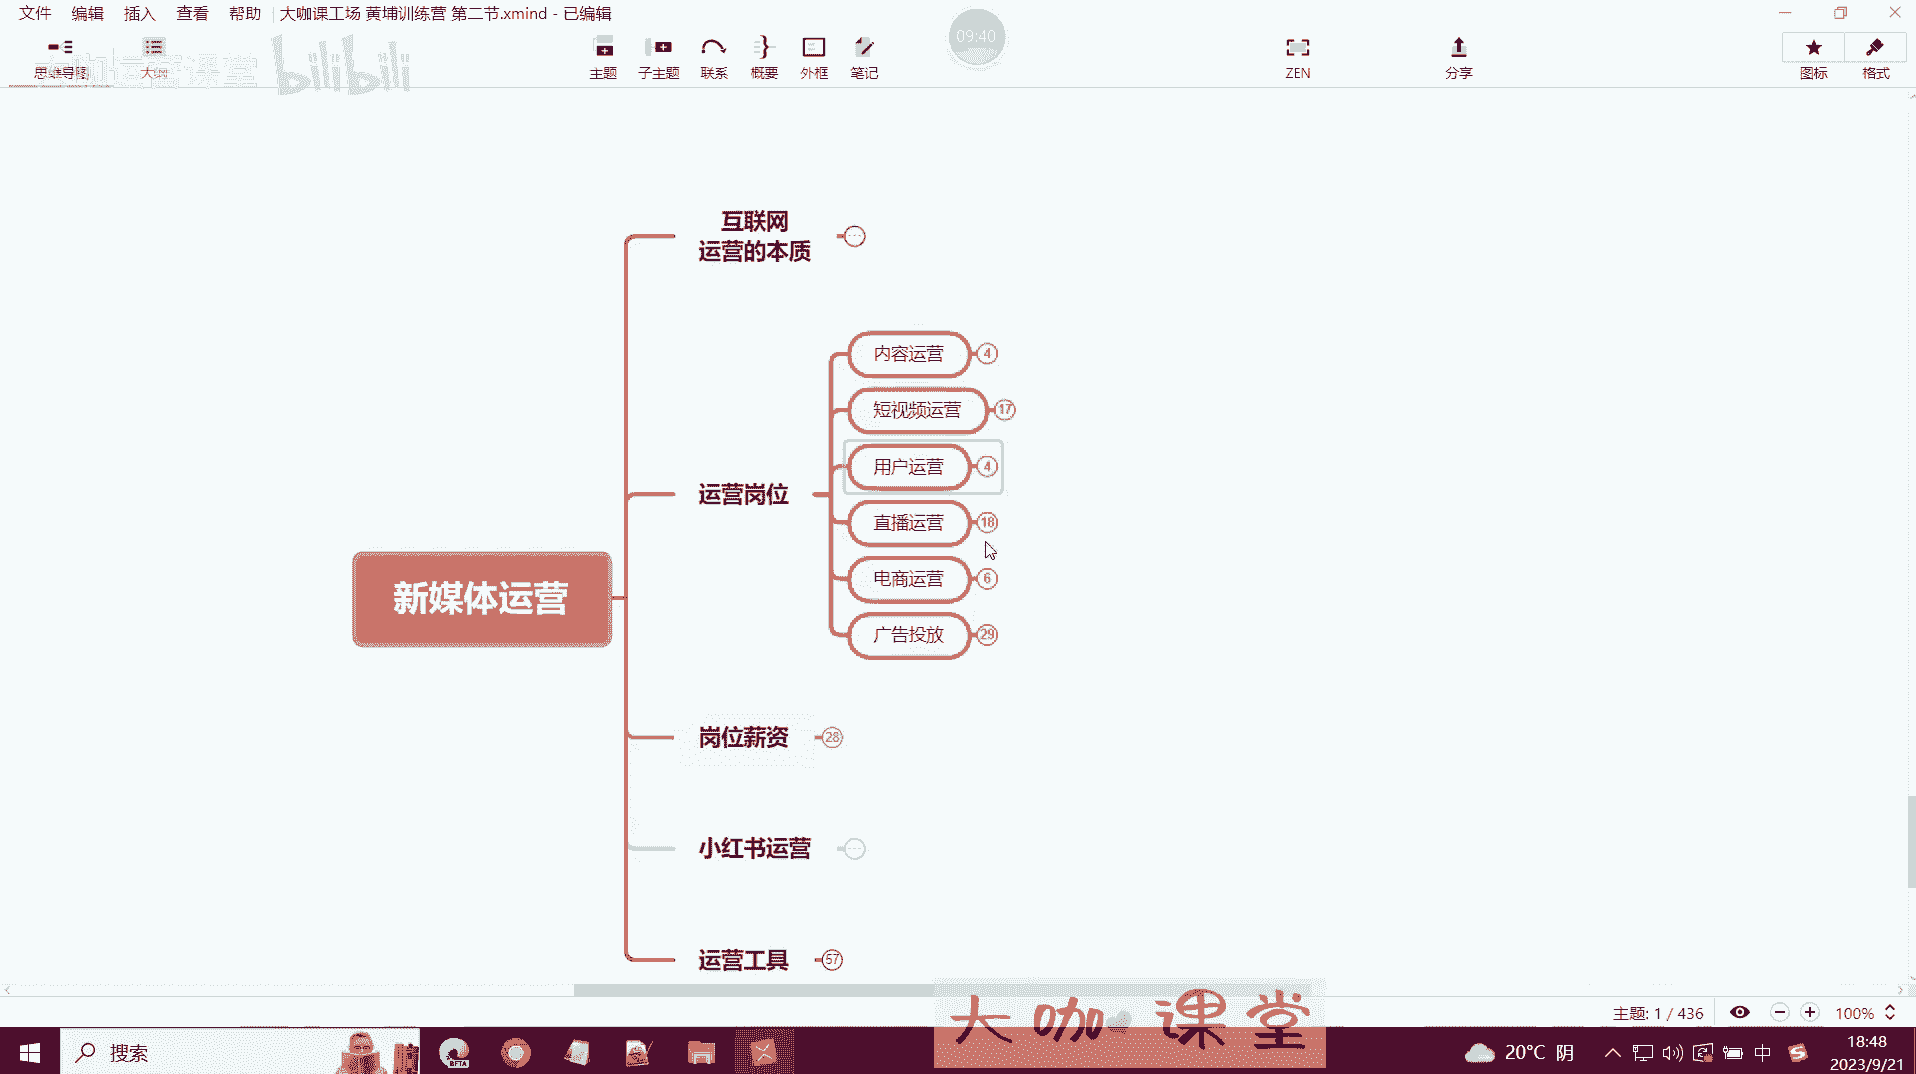 文件 编辑 插入 查看 帮助 大咖课工场 黄埔训练营 第二节.xmind - 已编辑
09:40
思维导图 大纲 主题 子主题 联系 概要 外框 笔记 ZEN 分享 图标 格式
bilibili
互联网
运营的本质
内容运营 4
短视频运营 17
用户运营 4
运营岗位
直播运营 18
电商运营 6
广告投放 29
新媒体运营
岗位薪资 28
小红书运营
运营工具 57
大咖课堂
主题: 1 / 436 100%
搜索
BETA
20°C 阴 中
18:48
2023/9/21